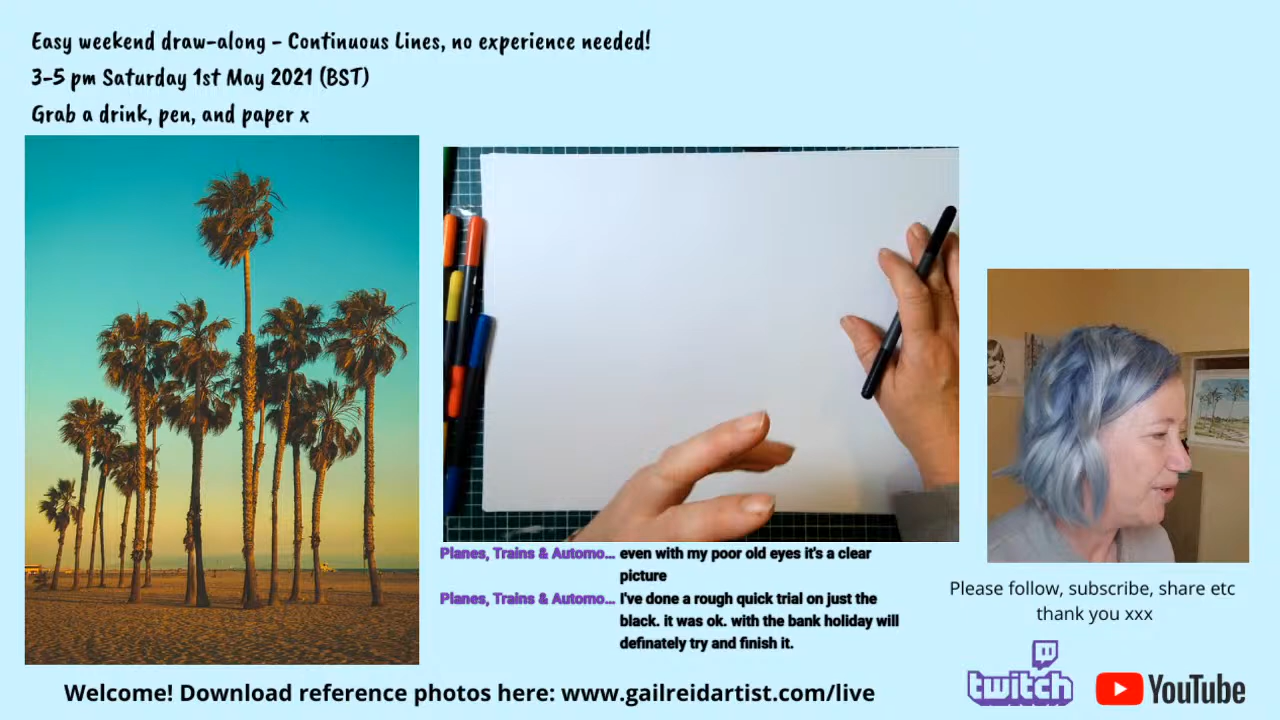 Easy weekend draw-along - Continuous Lines, no experience needed!
3-5 pm Saturday 1st May 2021 (BST)
Grab a drink, pen, and paper x
Planes, Trains & Automo... even with my poor old eyes it's a clear
picture
Planes, Trains & Automo... I've done a rough quick trial on just the
black. it was ok. with the bank holiday will
definately try and finish it.
Please follow, subscribe, share etc
thank you xxx
twitch YouTube
Welcome! Download reference photos here: www.gailreidartist.com/live